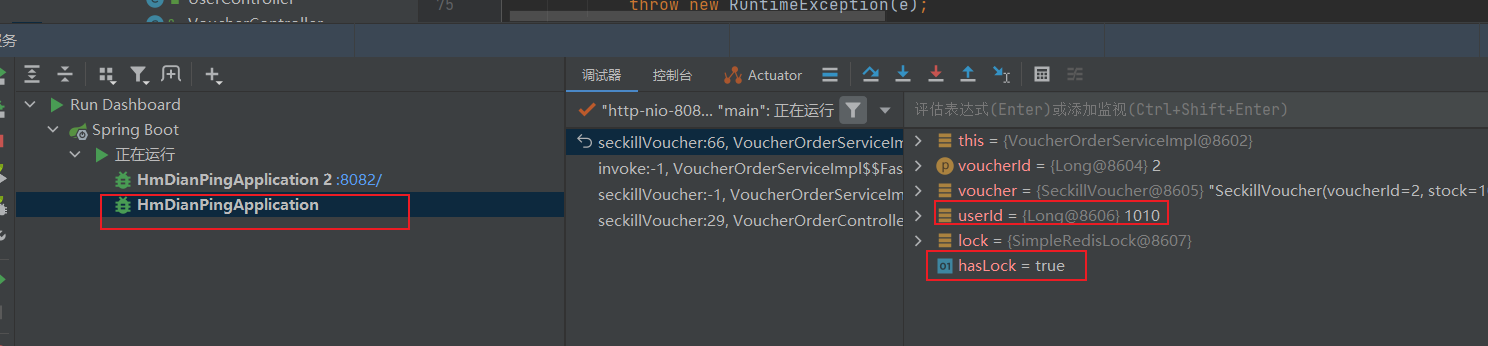 UserController
VoucherController
75
throw new RuntimeException(e);
服务
调试器 控制台 Actuator
Run Dashboard
Spring Boot
正在运行
HmDianPingApplication 2 :8082/
HmDianPingApplication
"http-nio-808... "main": 正在运行
seckillVoucher:66, VoucherOrderServiceIm
invoke:-1, VoucherOrderServiceImpl$$Fas
seckillVoucher:-1, VoucherOrderServiceIm
seckillVoucher:29, VoucherOrderControlle
评估表达式(Enter)或添加监视(Ctrl+Shift+Enter)
this = {VoucherOrderServiceImpl@8602}
voucherId = {Long@8604} 2
voucher = {SeckillVoucher@8605} "SeckillVoucher(voucherId=2, stock=1
userId = {Long@8606} 1010
lock = {SimpleRedisLock@8607}
01 hasLock = true